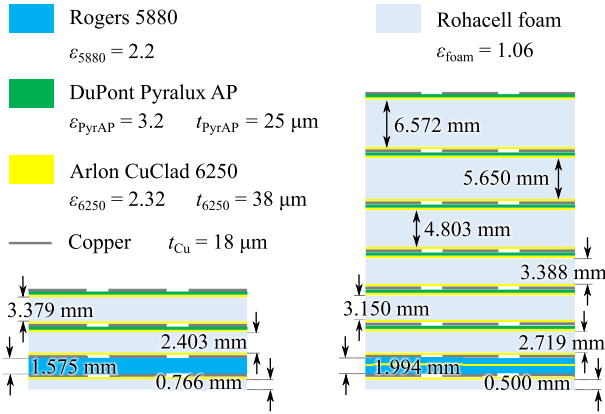 Rogers 5880
ε5880 = 2.2
DuPont Pyralux AP
εPyrAP = 3.2 tPyrAP = 25 μm
Arlon CuClad 6250
ε6250 = 2.32 t6250 = 38 μm
Copper tCu = 18 μm
3.379 mm
2.403 mm
1.575 mm
0.766 mm
Rohacell foam
εfoam = 1.06
6.572 mm
5.650 mm
4.803 mm
3.388 mm
3.150 mm
2.719 mm
1.994 mm
0.500 mm